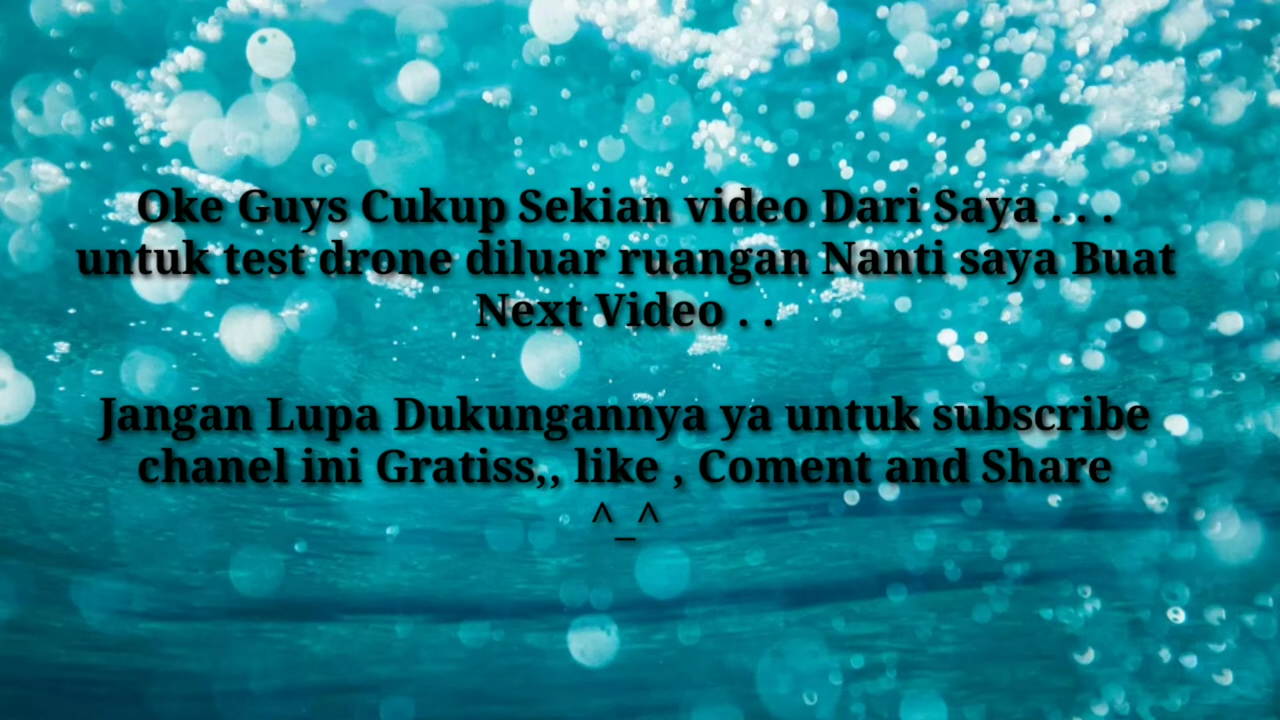 Oke Guys Cukup Sekian video Dari Saya . . .
untuk test drone diluar ruangan Nanti saya Buat
Next Video . .
Jangan Lupa Dukungannya ya untuk subscribe
chanel ini Gratiss,, like , Coment and Share
^_^